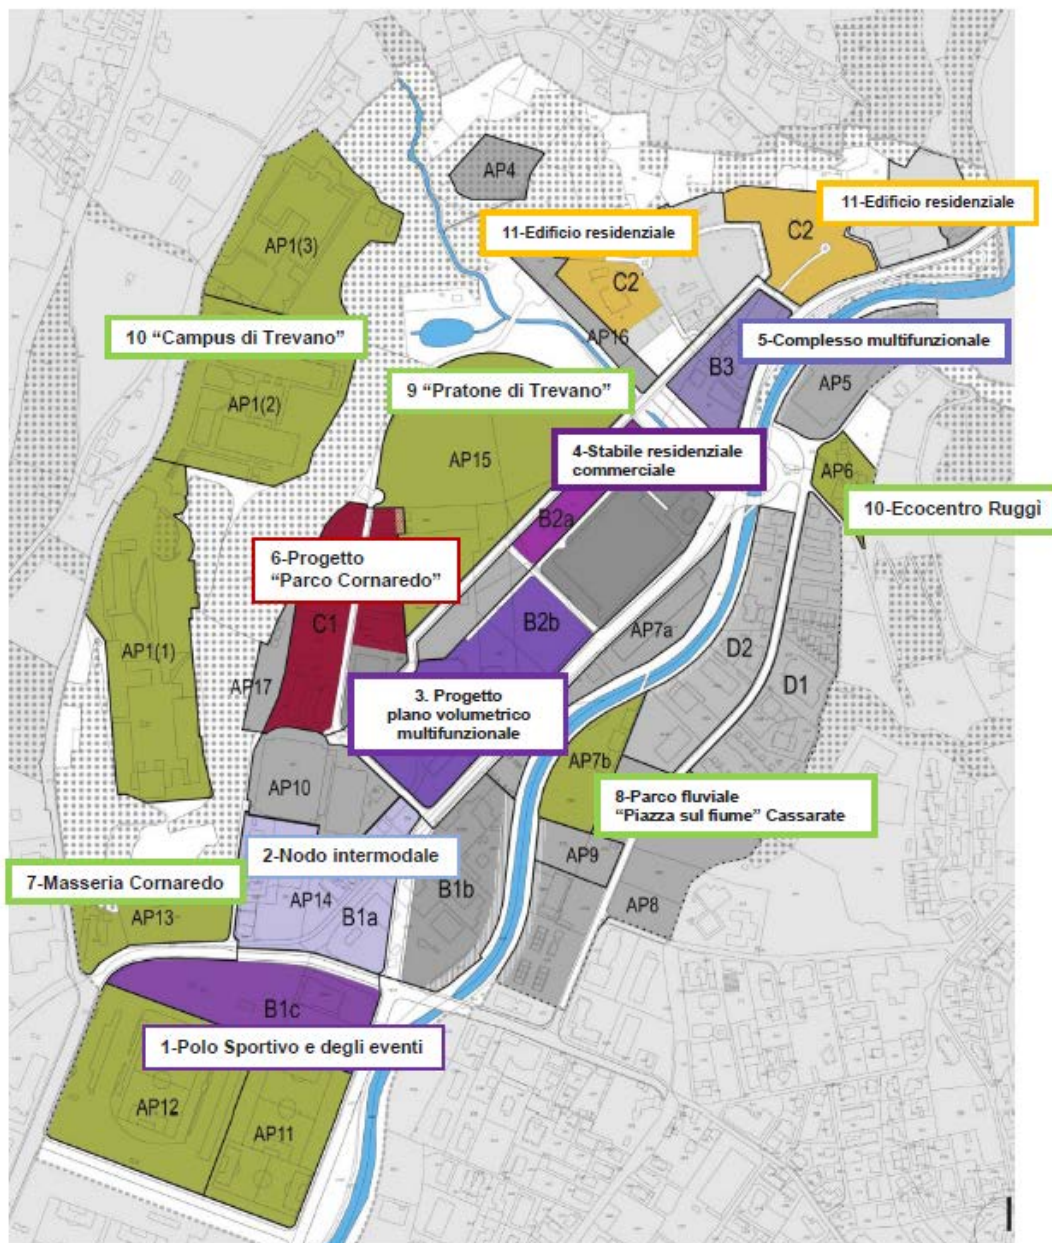 AP4
11-Edificio residenziale
11-Edificio residenziale
C2
AP1(3)
C2
10 “Campus di Trevano”
AP16
5-Complesso multifunzionale
B3
AP5
9 “Pratone di Trevano”
AP1(2)
AP15
4-Stabile residenziale
commerciale
AP6
10-Ecocentro Ruggì
B2a
6-Progetto
“Parco Cornaredo”
C1
B2b
AP7a
D2
D1
AP1(1)
AP17
3. Progetto
plano volumetrico
multifunzionale
AP7b
AP10
8-Parco fluviale
“Piazza sul fiume” Cassarate
2-Nodo intermodale
AP9
7-Masseria Cornaredo
AP14
B1a
B1b
AP8
AP13
B1c
1-Polo Sportivo e degli eventi
AP12
AP11